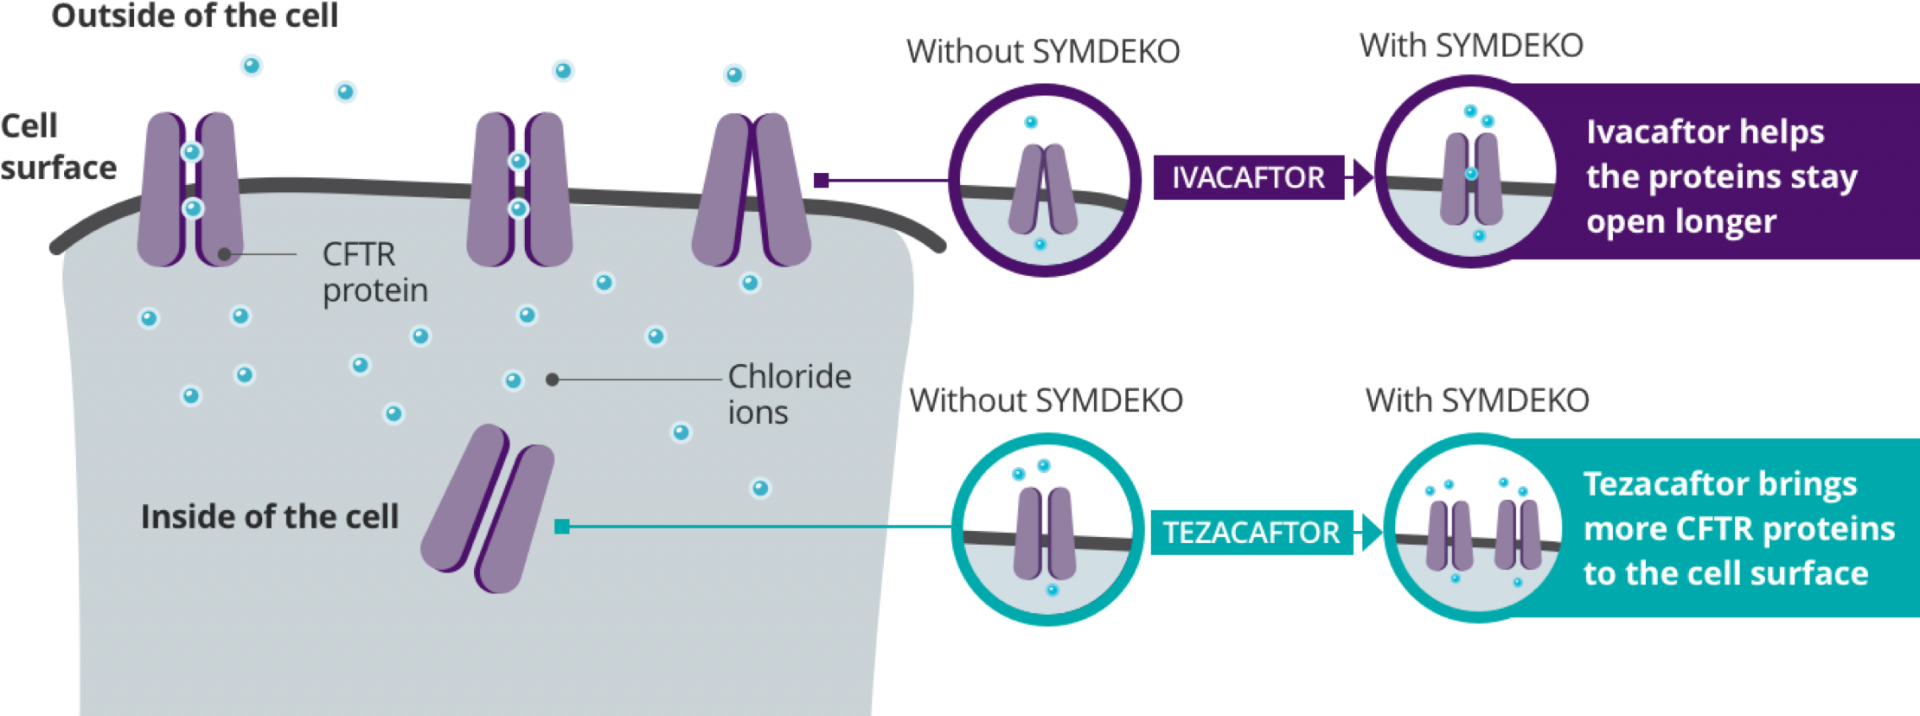 Outside of the cell
Cell
surface
CFTR
protein
Chloride
ions
Inside of the cell
Without SYMDEKO
IVACAFTOR
With SYMDEKO
Ivacaftor helps
the proteins stay
open longer
Without SYMDEKO
TEZACAFTOR
With SYMDEKO
Tezacaftor brings
more CFTR proteins
to the cell surface